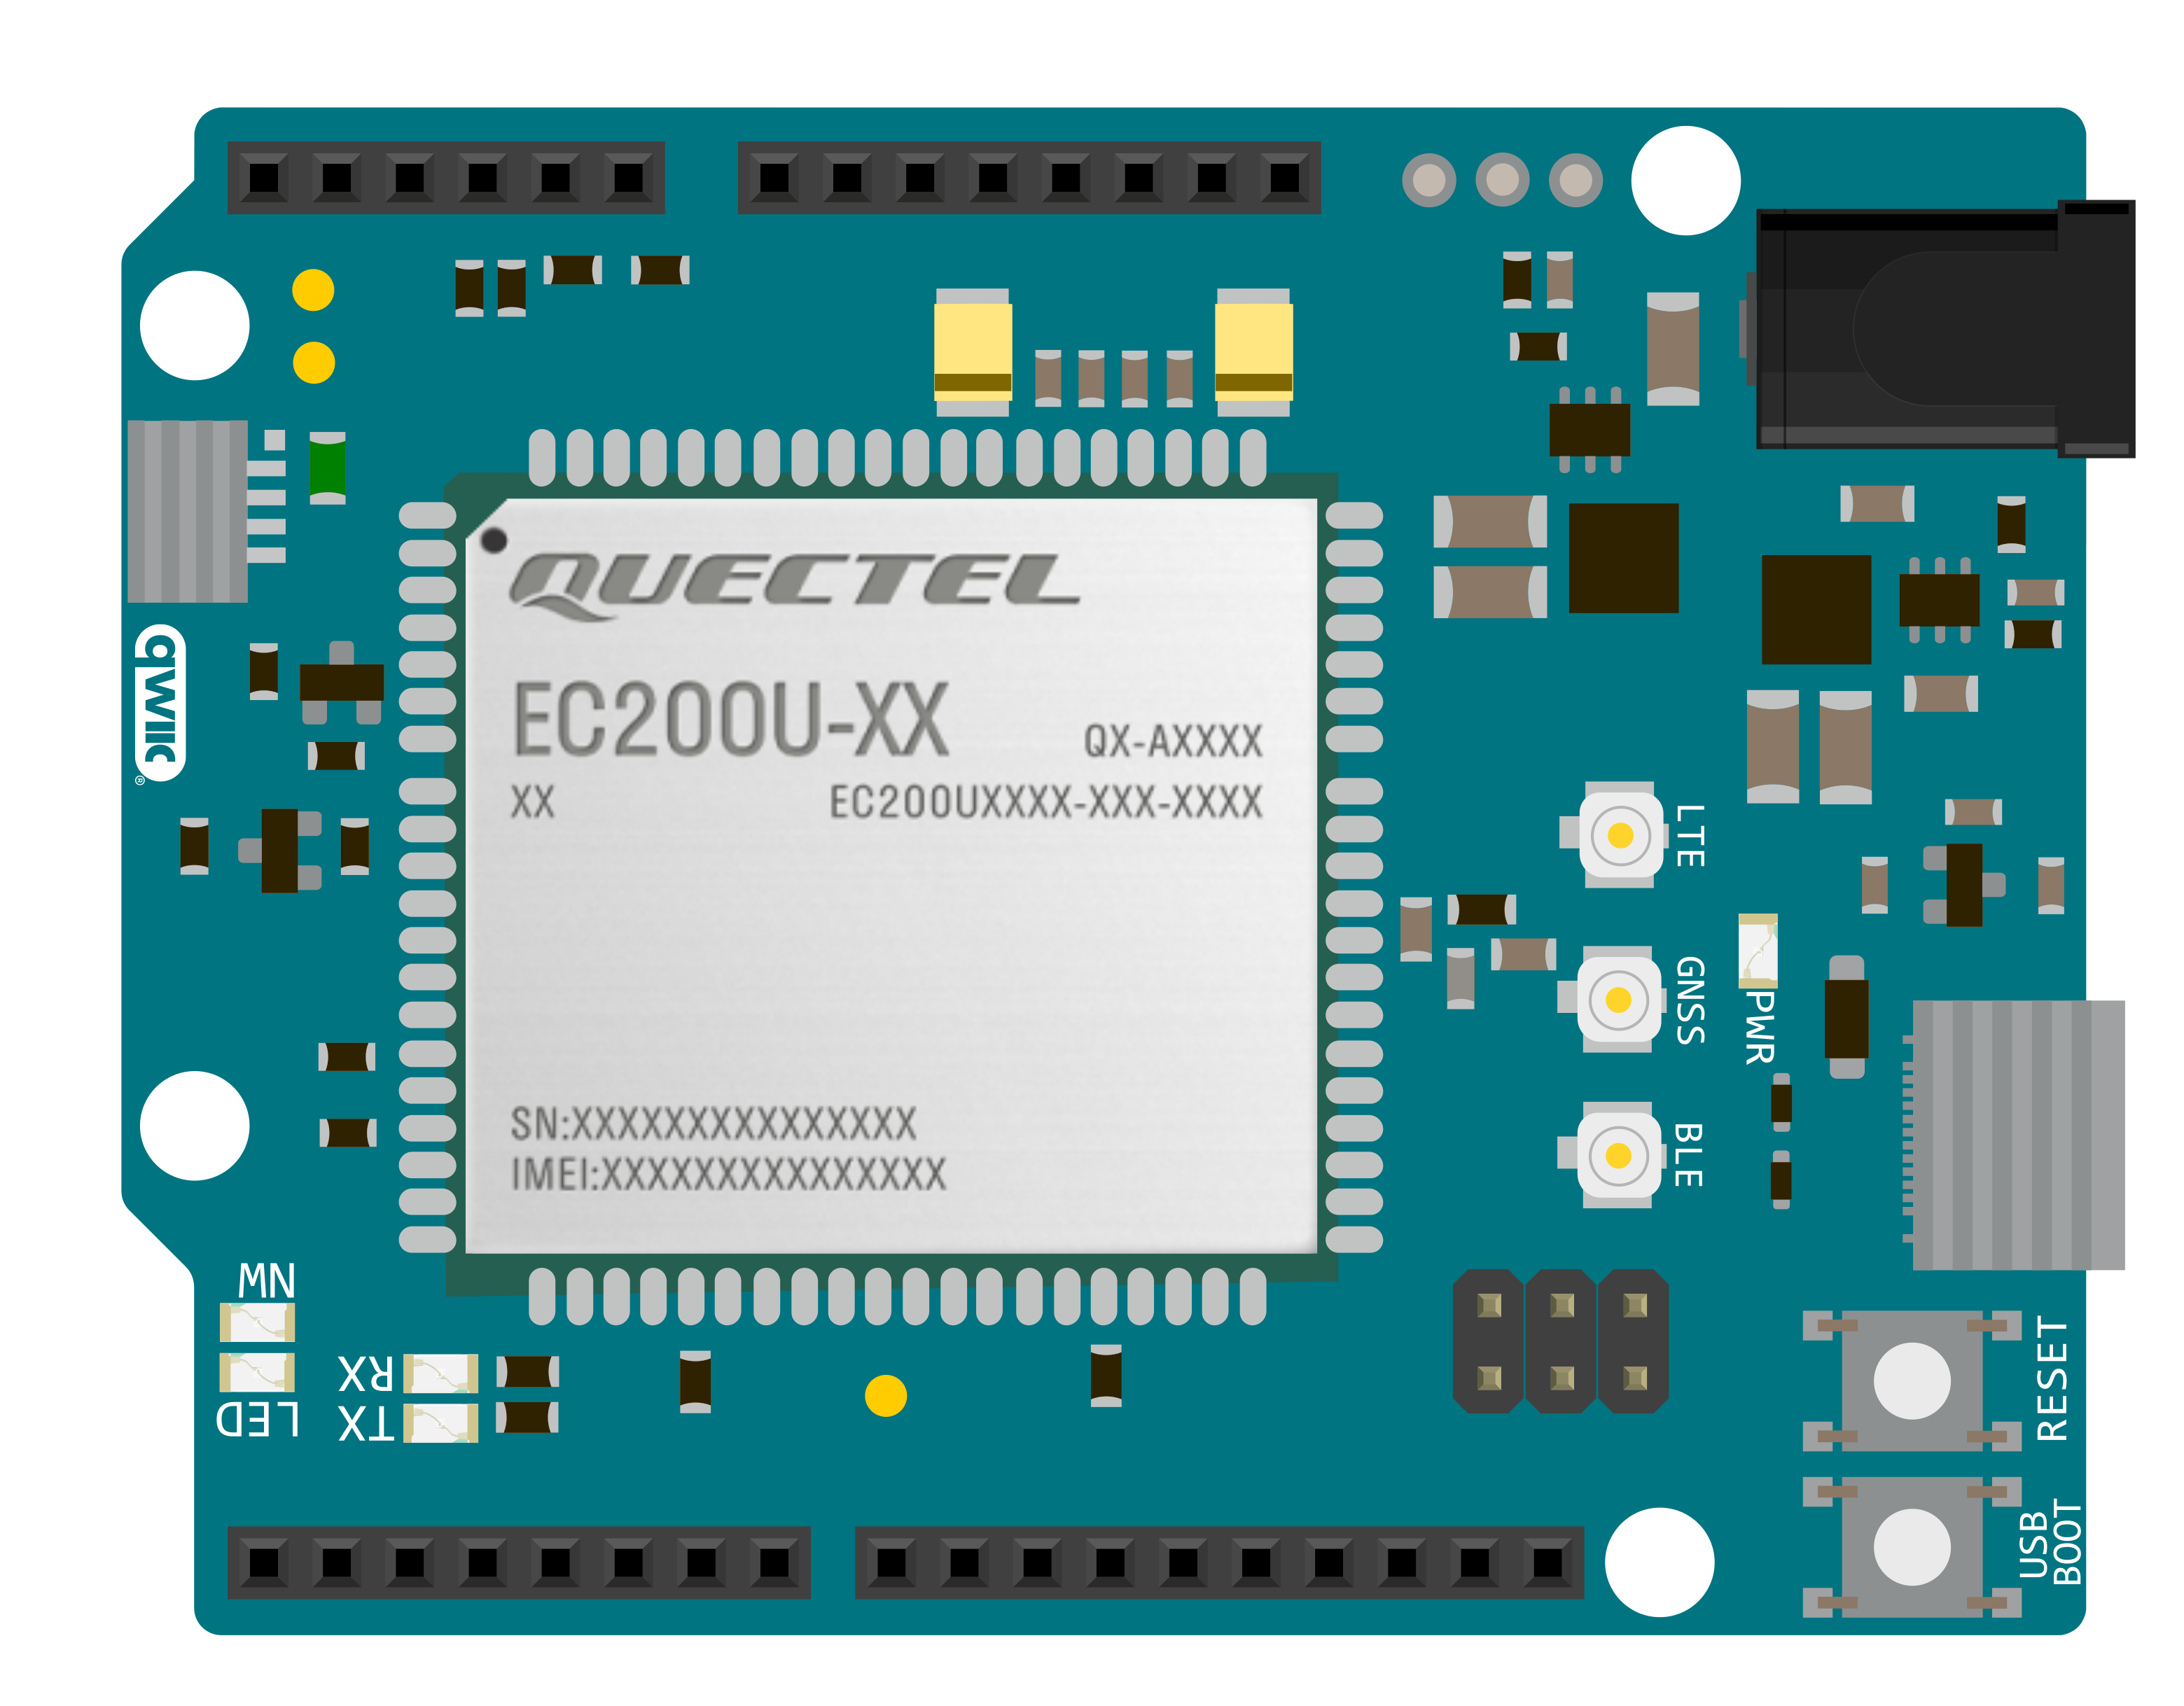 QUECTEL
EC200U-XX
QX-AXXXX
XX
EC200UXXXX-XXX-XXXX
SN:XXXXXXXXXXXXXXX
IMEI:XXXXXXXXXXXXXXX
qwiic
®
LTE
GNSS
PWR
BLE
NM
LED
RX
TX
RESET
USB
BOOT